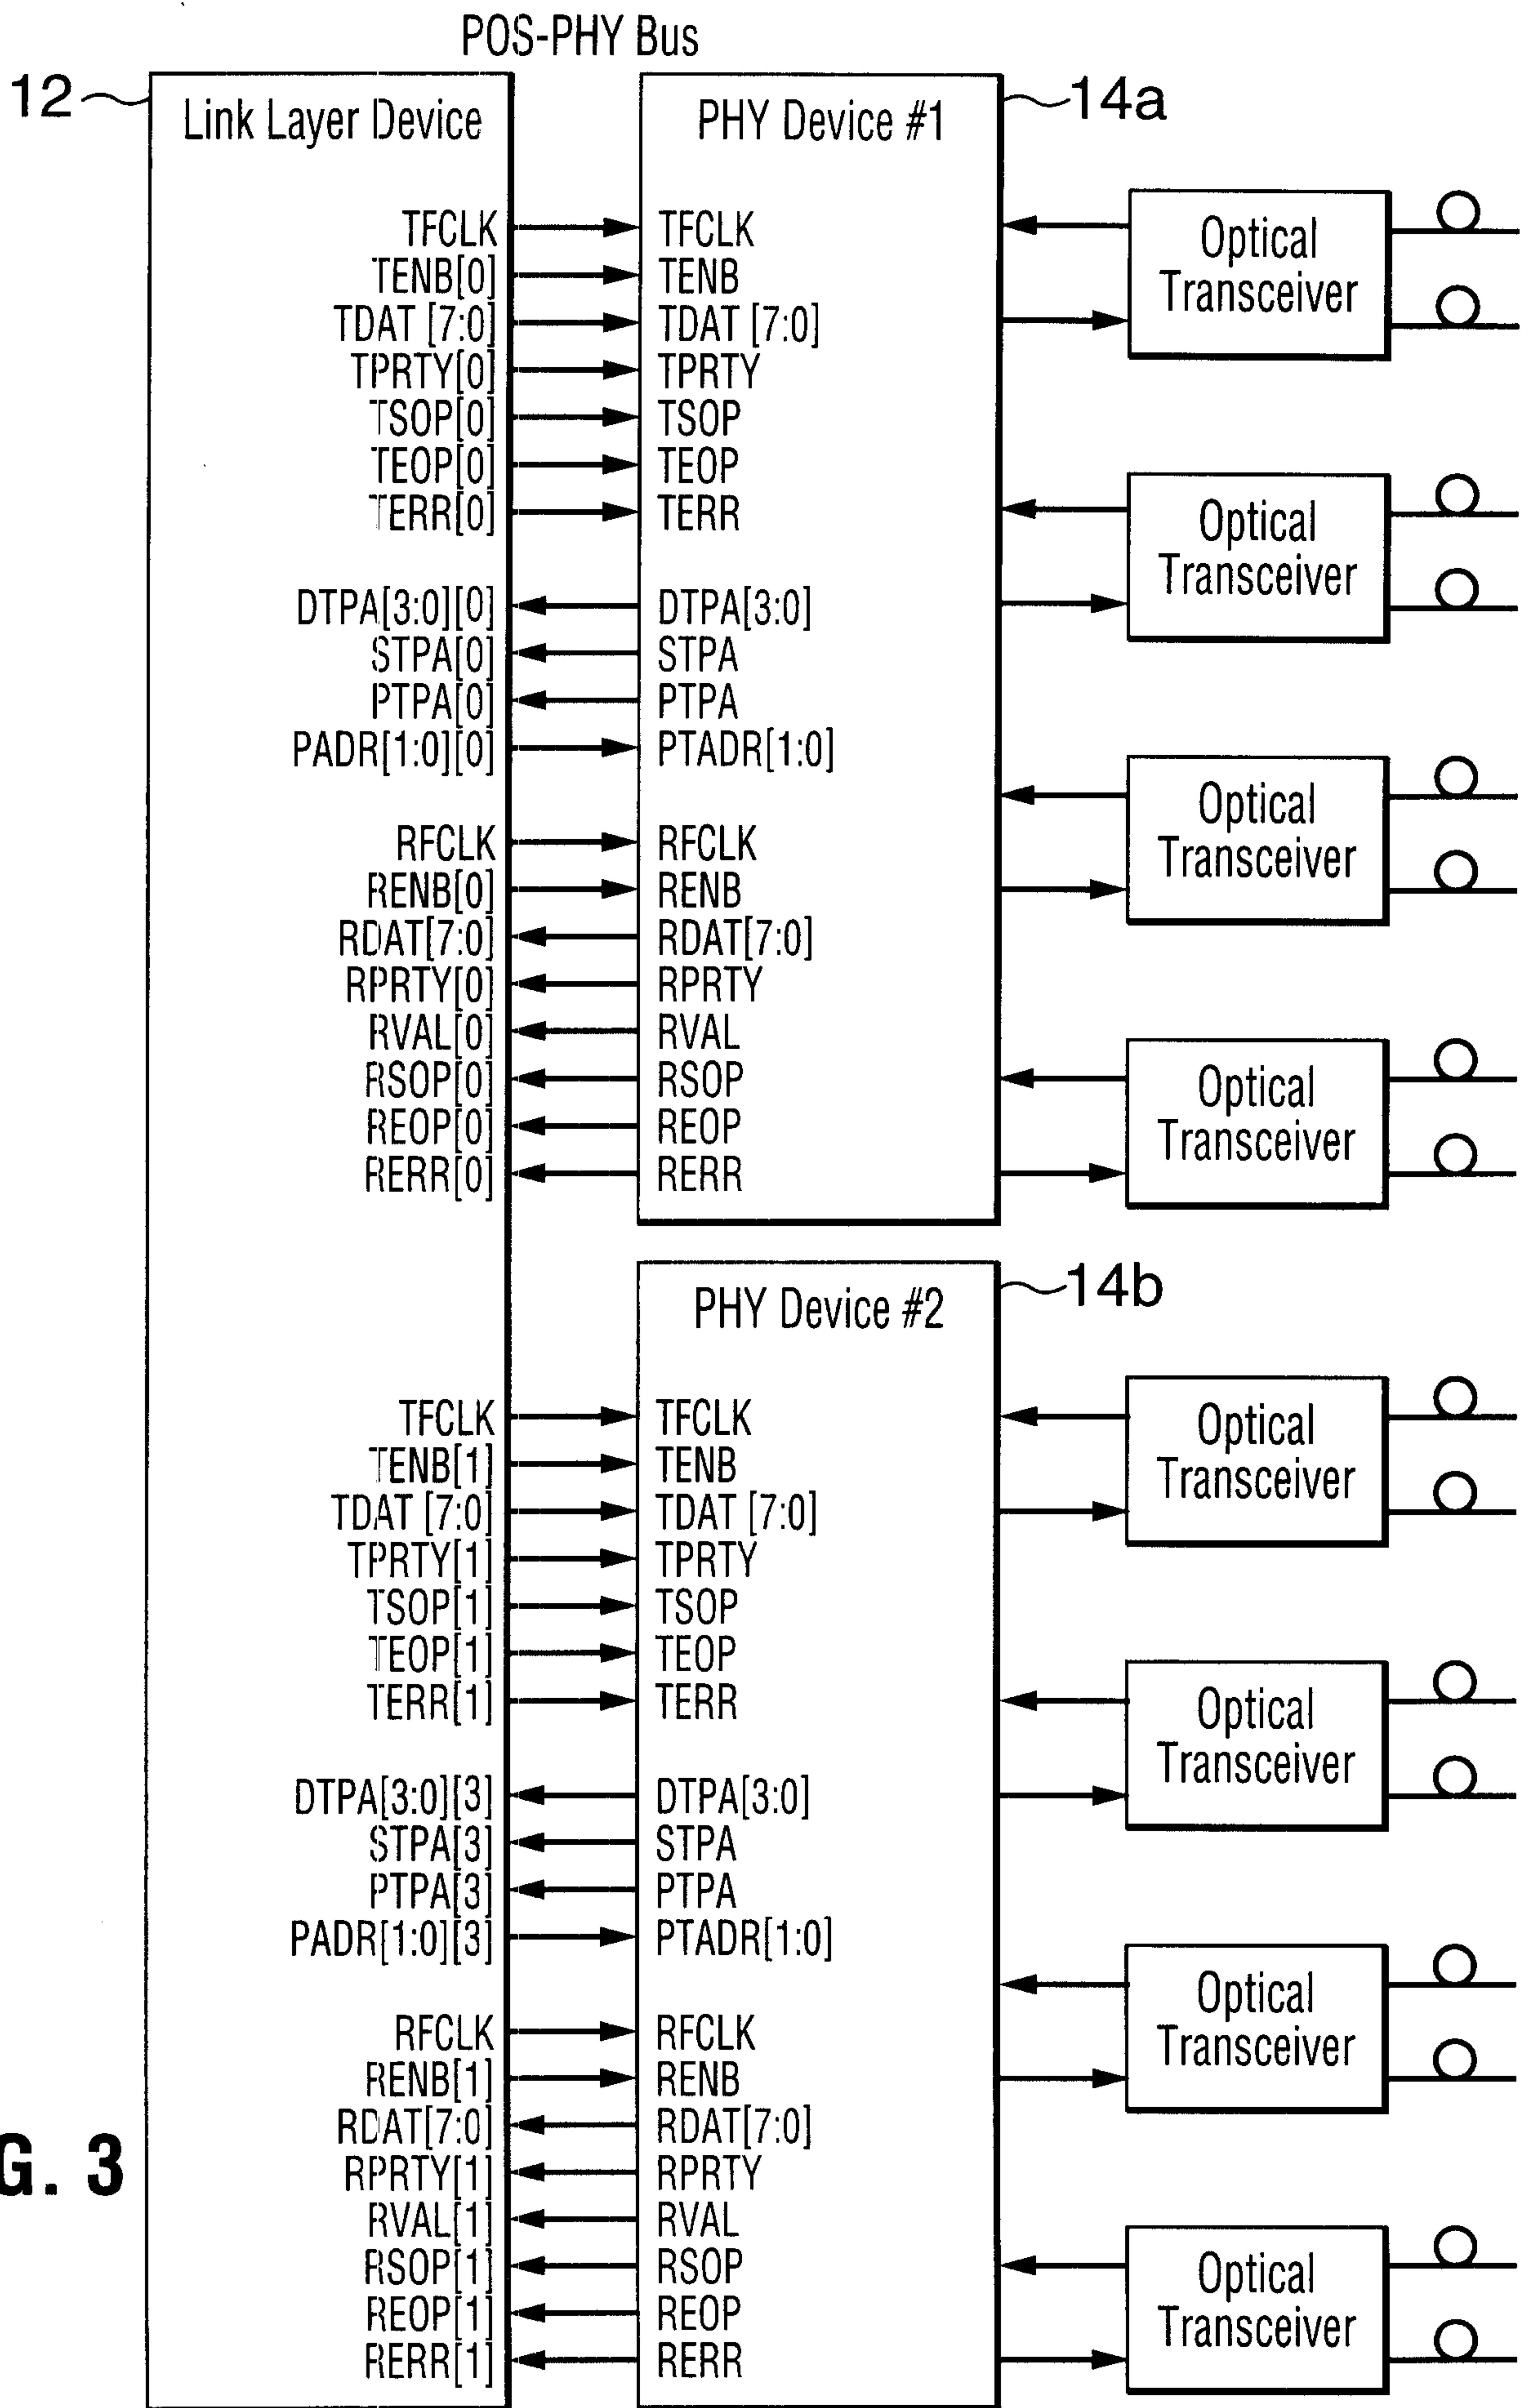 POS-PHY Bus
12
Link Layer Device
PHY Device #1
14a
TFCLK TFCLK
TENB[0] TENB
TDAT [7:0] TDAT [7:0]
TPRTY[0] TPRTY
TSOP[0] TSOP
TEOP[0] TEOP
TERR[0] TERR
DTPA[3:0][0] DTPA[3:0]
STPA[0] STPA
PTPA[0] PTPA
PADR[1:0][0] PTADR[1:0]
RFCLK RFCLK
RENB[0] RENB
RDAT[7:0] RDAT[7:0]
RPRTY[0] RPRTY
RVAL[0] RVAL
RSOP[0] RSOP
REOP[0] REOP
RERR[0] RERR
Optical
Transceiver
Optical
Transceiver
Optical
Transceiver
Optical
Transceiver
PHY Device #2
14b
TFCLK TFCLK
TENB[1] TENB
TDAT [7:0] TDAT [7:0]
TPRTY[1] TPRTY
TSOP[1] TSOP
TEOP[1] TEOP
TERR[1] TERR
DTPA[3:0][3] DTPA[3:0]
STPA[3] STPA
PTPA[3] PTPA
PADR[1:0][3] PTADR[1:0]
RFCLK RFCLK
RENB[1] RENB
RDAT[7:0] RDAT[7:0]
RPRTY[1] RPRTY
RVAL[1] RVAL
RSOP[1] RSOP
REOP[1] REOP
RERR[1] RERR
Optical
Transceiver
Optical
Transceiver
Optical
Transceiver
Optical
Transceiver
G. 3